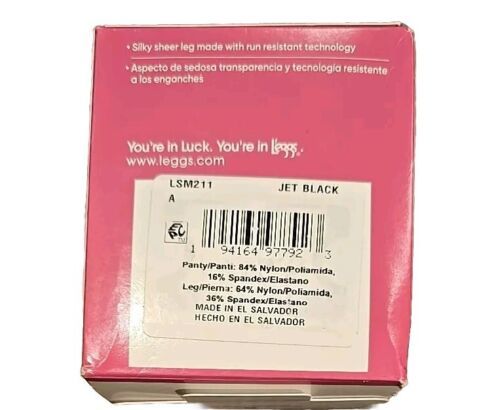 • Silky sheer leg made with run resistant technology
• Aspecto de sedosa transparencia y tecnología resistente
a los enganches
You're in Luck. You're in L'eggs.
www.leggs.com
LSM211 JET BLACK
A
1 94164 97792 3
Panty/Panti: 84% Nylon/Poliamida,
16% Spandex/Elastano
Leg/Pierna: 64% Nylon/Poliamida,
36% Spandex/Elastano
MADE IN EL SALVADOR
HECHO EN EL SALVADOR